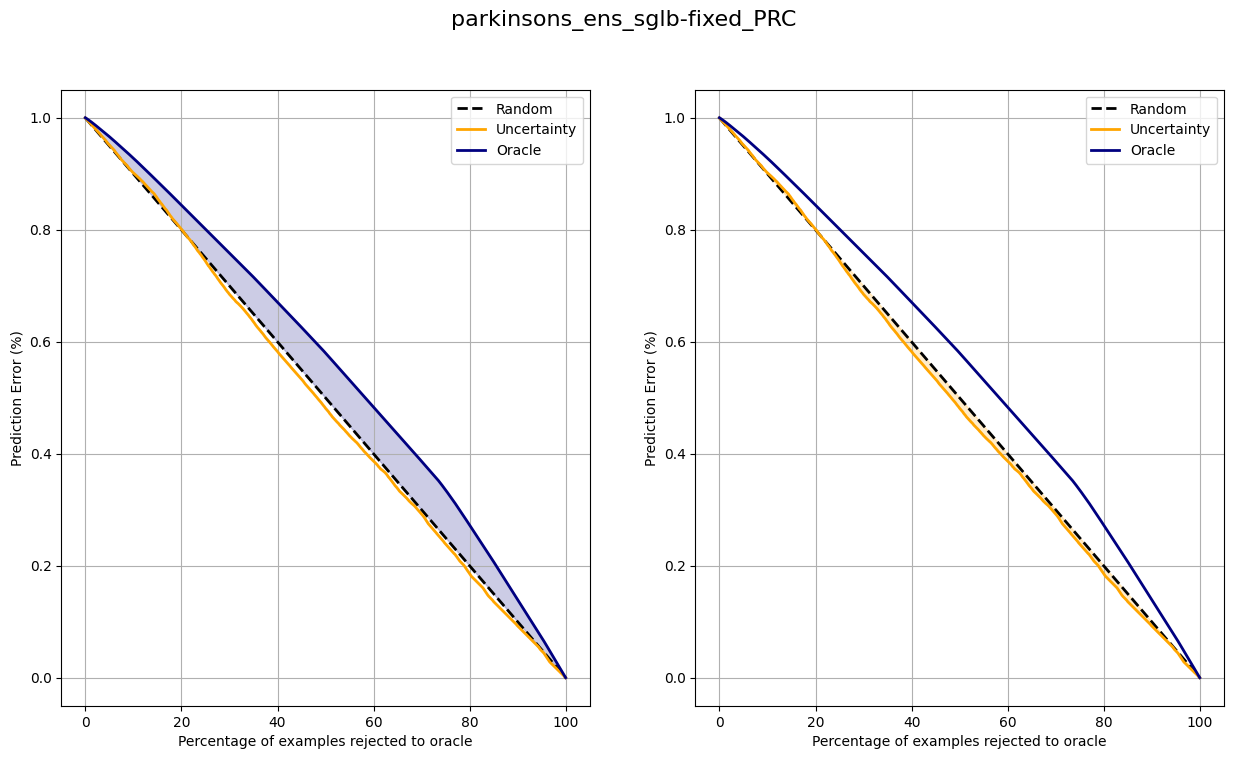 parkinsons_ens_sglb-fixed_PRC
Random
Uncertainty
Oracle
1.0
0.8
0.6
0.4
0.2
0.0
Prediction Error (%)
0 20 40 60 80 100
Percentage of examples rejected to oracle
Random
Uncertainty
Oracle
1.0
0.8
0.6
0.4
0.2
0.0
Prediction Error (%)
0 20 40 60 80 100
Percentage of examples rejected to oracle